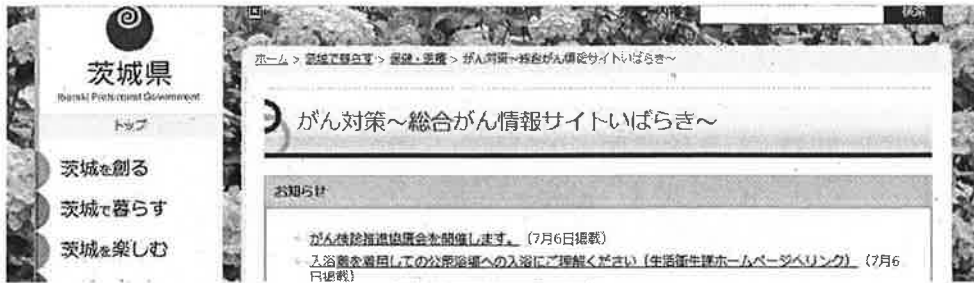 検索
茨城県
Ibaraki Prefectural Government
トップ
茨城を創る
茨城で暮らす
茨城を楽しむ
ホーム > 茨城で暮らす > 保健・医療 > がん対策~総合がん情報サイトいばらき~
がん対策~総合がん情報サイトいばらき~
お知らせ
がん検診推進協議会を開催します。(7月6日掲載)
入浴着を着用しての公衆浴場への入浴にご理解ください(生活衛生課ホームページへリンク) (7月6
日掲載)